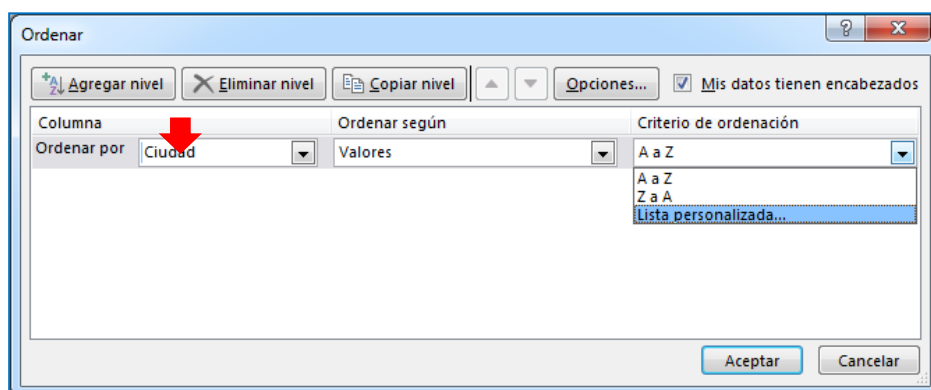 Ordenar
Agregar nivel Eliminar nivel Copiar nivel Opciones... Mis datos tienen encabezados
Columna Ordenar según Criterio de ordenación
Ordenar por Ciudad Valores A a Z
A a Z
Z a A
Lista personalizada...
Aceptar Cancelar